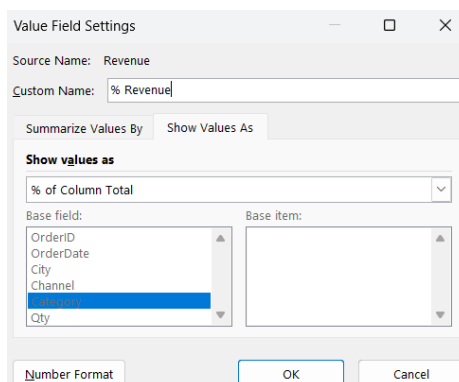 Value Field Settings
Source Name: Revenue
Custom Name: % Revenue
Summarize Values By Show Values As
Show values as
% of Column Total
Base field: Base item:
OrderID
OrderDate
City
Channel
Category
Qty
Number Format OK Cancel